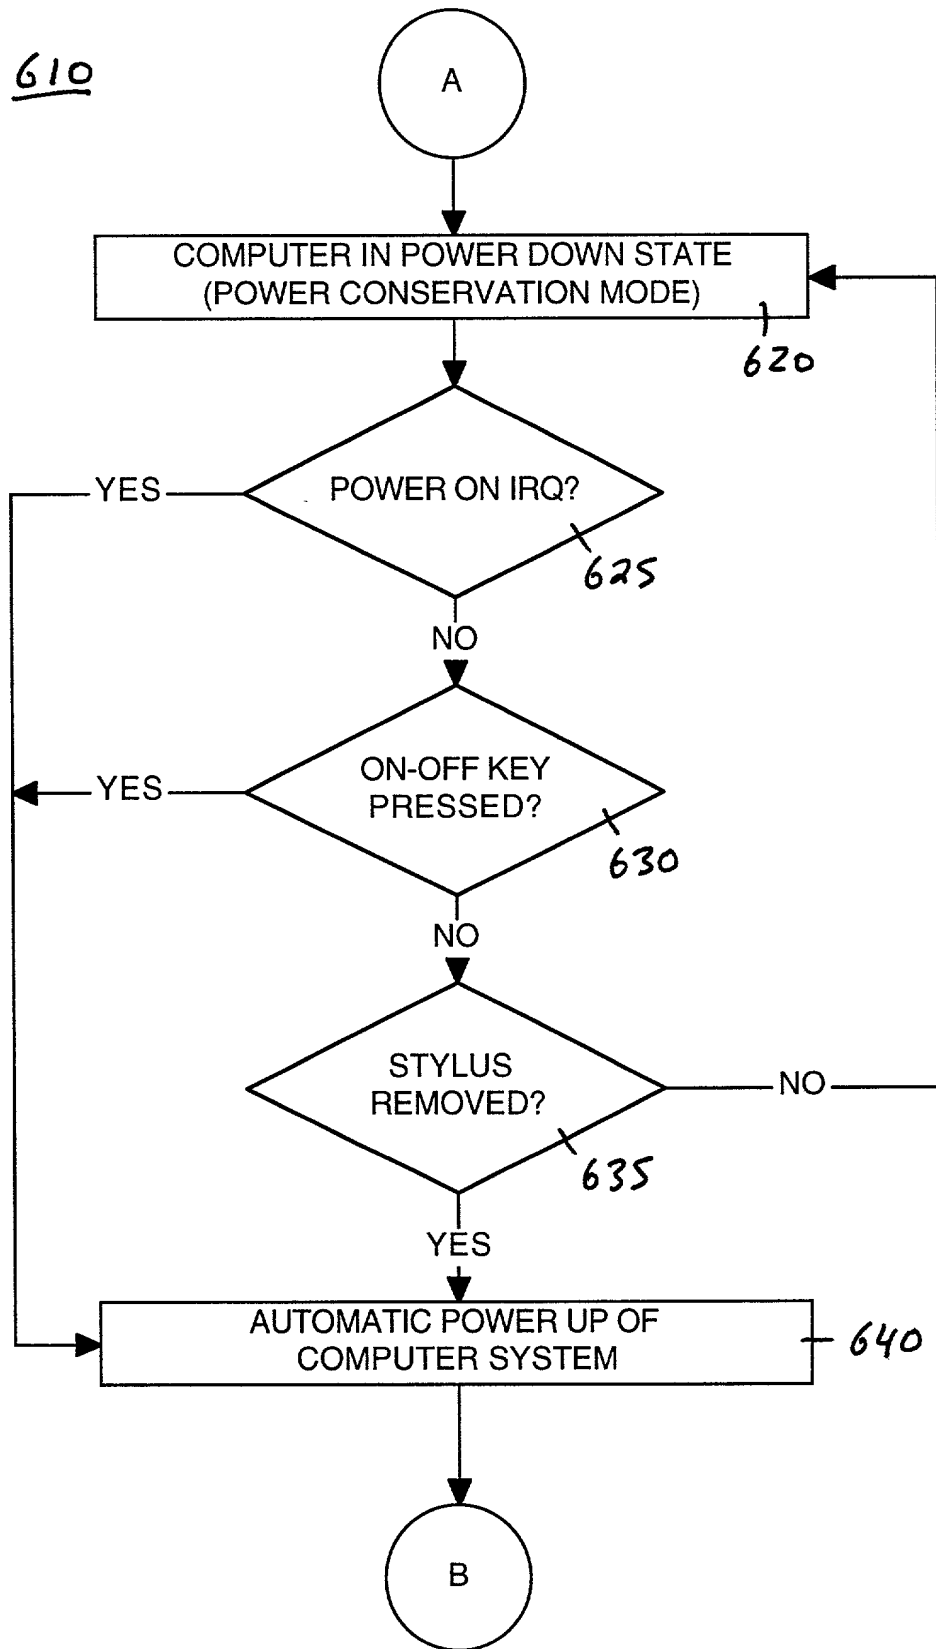 610
A
COMPUTER IN POWER DOWN STATE
(POWER CONSERVATION MODE)
620
YES
POWER ON IRQ?
625
NO
YES
ON-OFF KEY
PRESSED?
630
NO
STYLUS
REMOVED?
NO
635
YES
AUTOMATIC POWER UP OF
COMPUTER SYSTEM
640
B